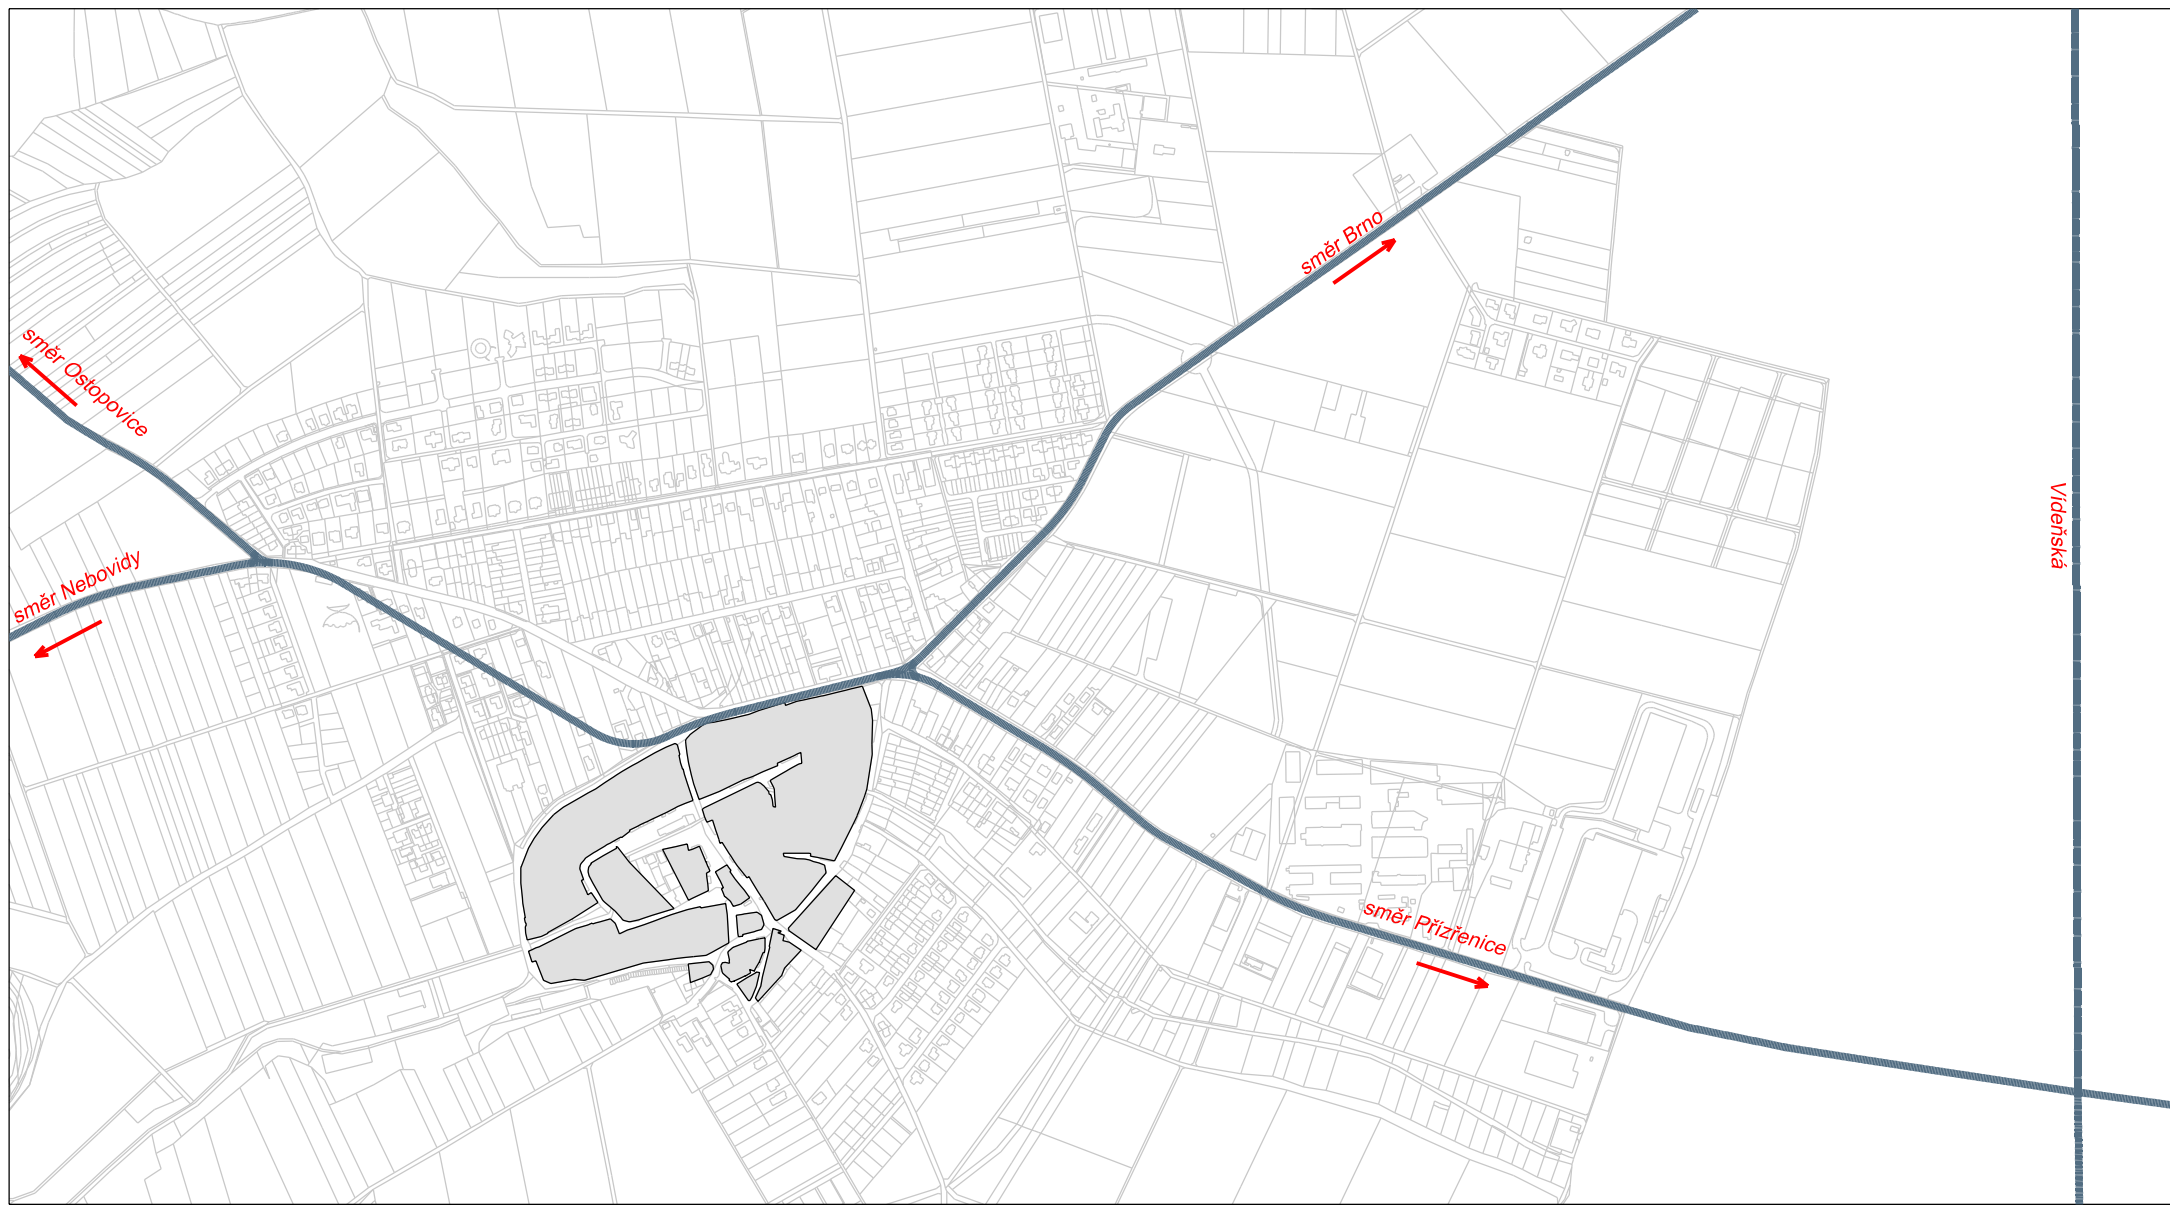 směr Brno
směr Ostopovice
Vídeňská
směr Nebovidy
směr Přízřenice